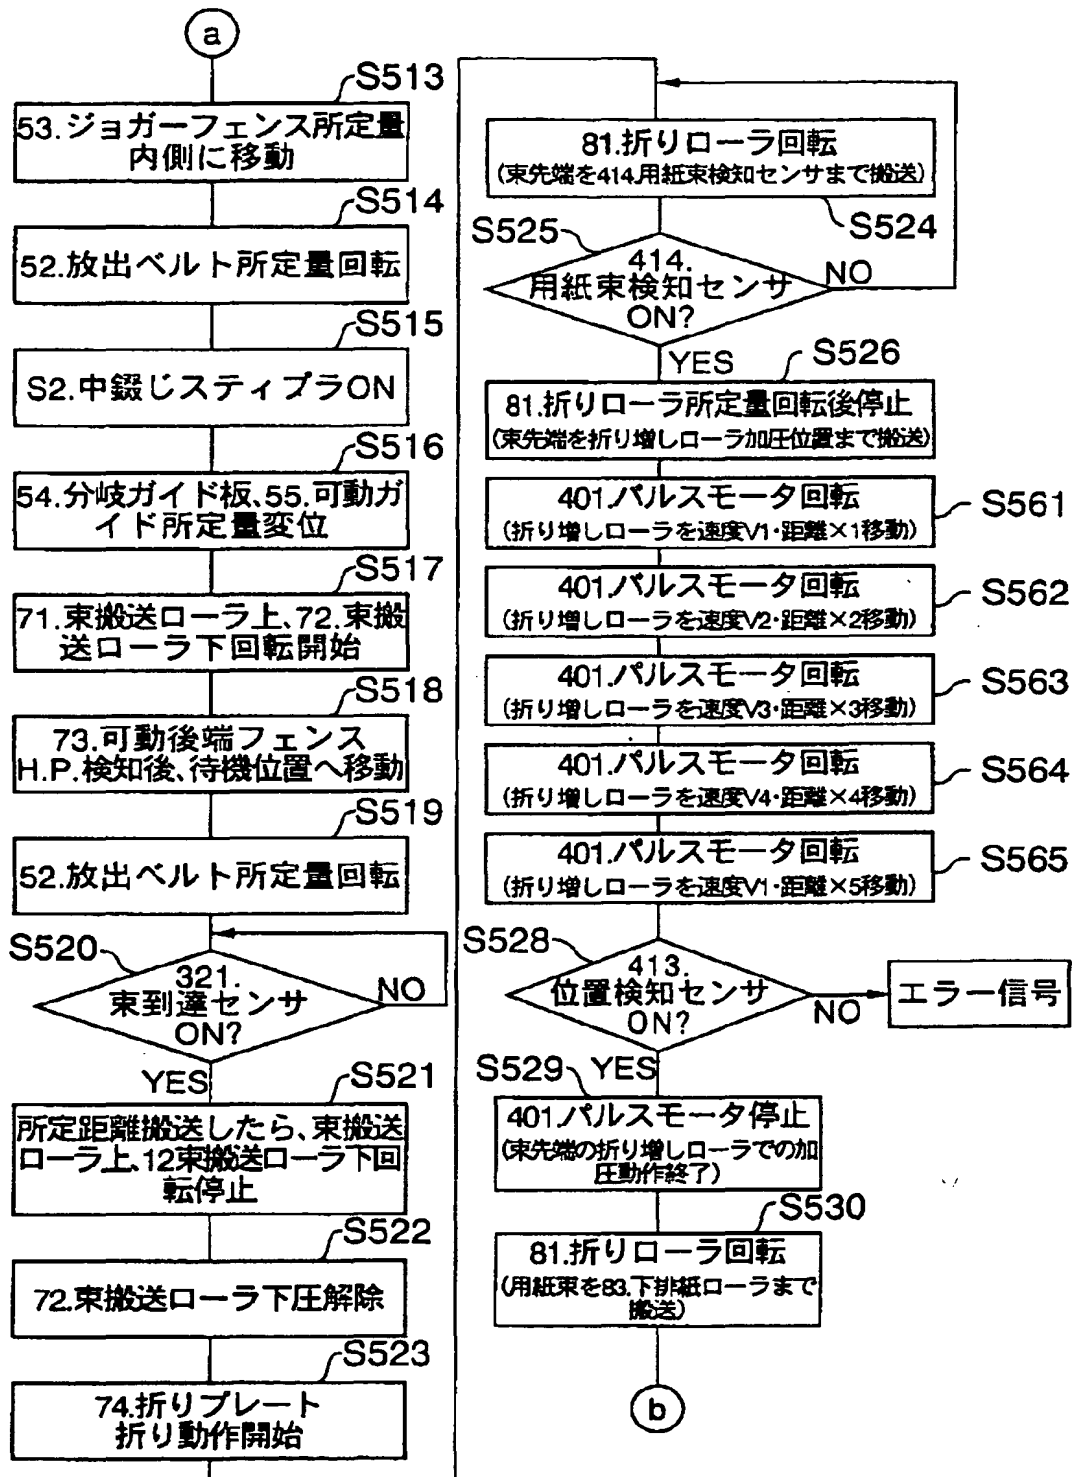 a
S513
53.ジョガーフェンス所定量
内側に移動
S514
52.放出ベルト所定量回転
S515
S2.中綴じスティプラON
S516
54.分岐ガイド板、55.可動ガ
イド所定量変位
S517
71.束搬送ローラ上、72.束搬
送ローラ下回転開始
S518
73.可動後端フェンス
H.P.検知後、待機位置へ移動
S519
52.放出ベルト所定量回転
S520
321.
束到達センサ
ON?
NO
YES
S521
所定距離搬送したら、束搬送
ローラ上、12束搬送ローラ下回
転停止
S522
72.束搬送ローラ下圧解除
S523
74.折りプレート
折り動作開始
81.折りローラ回転
(束先端を414.用紙束検知センサまで搬送)
S524
S525
414.
用紙束検知センサ
ON?
NO
YES
S526
81.折りローラ所定量回転後停止
(束先端を折り増しローラ加圧位置まで搬送)
401.パルスモータ回転
(折り増しローラを速度V1・距離×1移動)
S561
401.パルスモータ回転
(折り増しローラを速度V2・距離×2移動)
S562
401.パルスモータ回転
(折り増しローラを速度V3・距離×3移動)
S563
401.パルスモータ回転
(折り増しローラを速度V4・距離×4移動)
S564
401.パルスモータ回転
(折り増しローラを速度V1・距離×5移動)
S565
S528
413.
位置検知センサ
ON?
NO
エラー信号
YES
S529
401.パルスモータ停止
(束先端の折り増しローラでの加
圧動作終了)
S530
81.折りローラ回転
(用紙束を83.下排紙ローラまで
搬送)
b